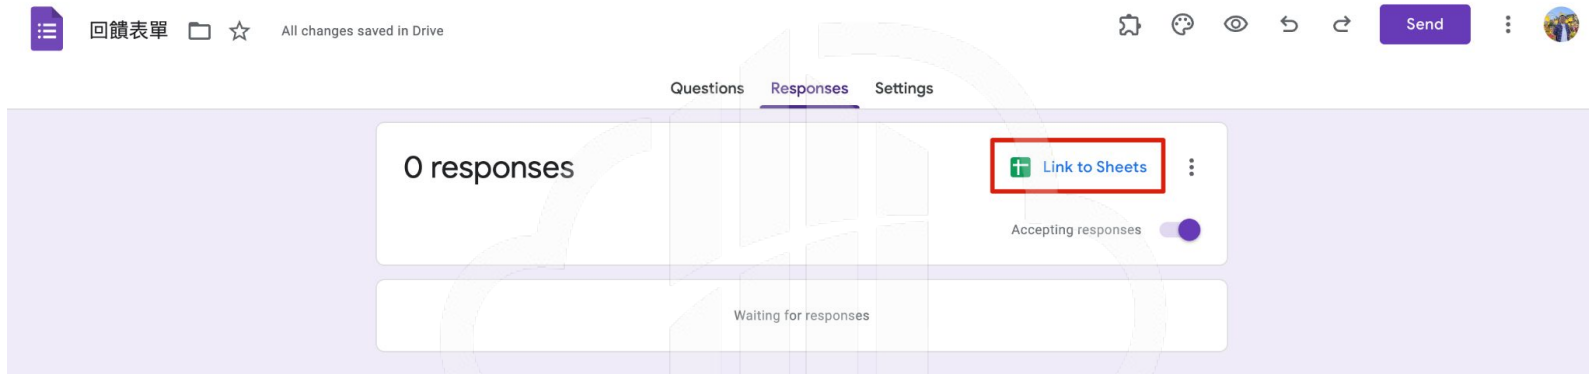 回饋表單
All changes saved in Drive
Send
Questions Responses Settings
0 responses
Link to Sheets
Accepting responses
Waiting for responses